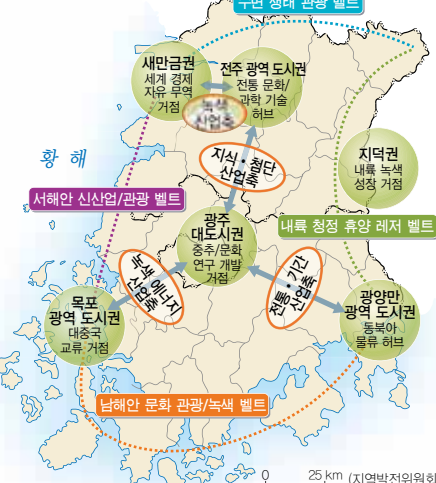 수변 생태 관광 벨트
새만금권
세계 경제
자유 무역
거점
전주 광역 도시권
전통 문화/
과학 기술
허브
녹색
산업축
지식·첨단
산업축
황 해
지덕권
내륙 녹색
성장 거점
서해안 신산업/관광 벨트
광주
대도시권
중추/문화
연구 개발
거점
내륙 청정 휴양 레저 벨트
녹색 에너지
산업축
전통·기간
산업축
목포
광역 도시권
대중국
교류 거점
광양만
광역 도시권
동북아
물류 허브
남해안 문화 관광/녹색 벨트
0 25 km (지역발전위원회